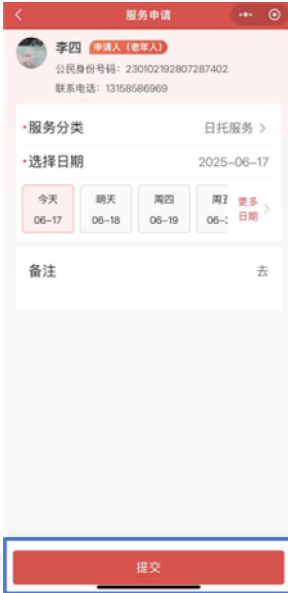 服务申请
李四 申请人（老年人）
公民身份号码：230102192807287402
联系电话：13158586969
·服务分类 日托服务
·选择日期 2025-06-17
今天 明天 周四 更多
06-17 06-18 06-19 06- 日期
备注 去
提交